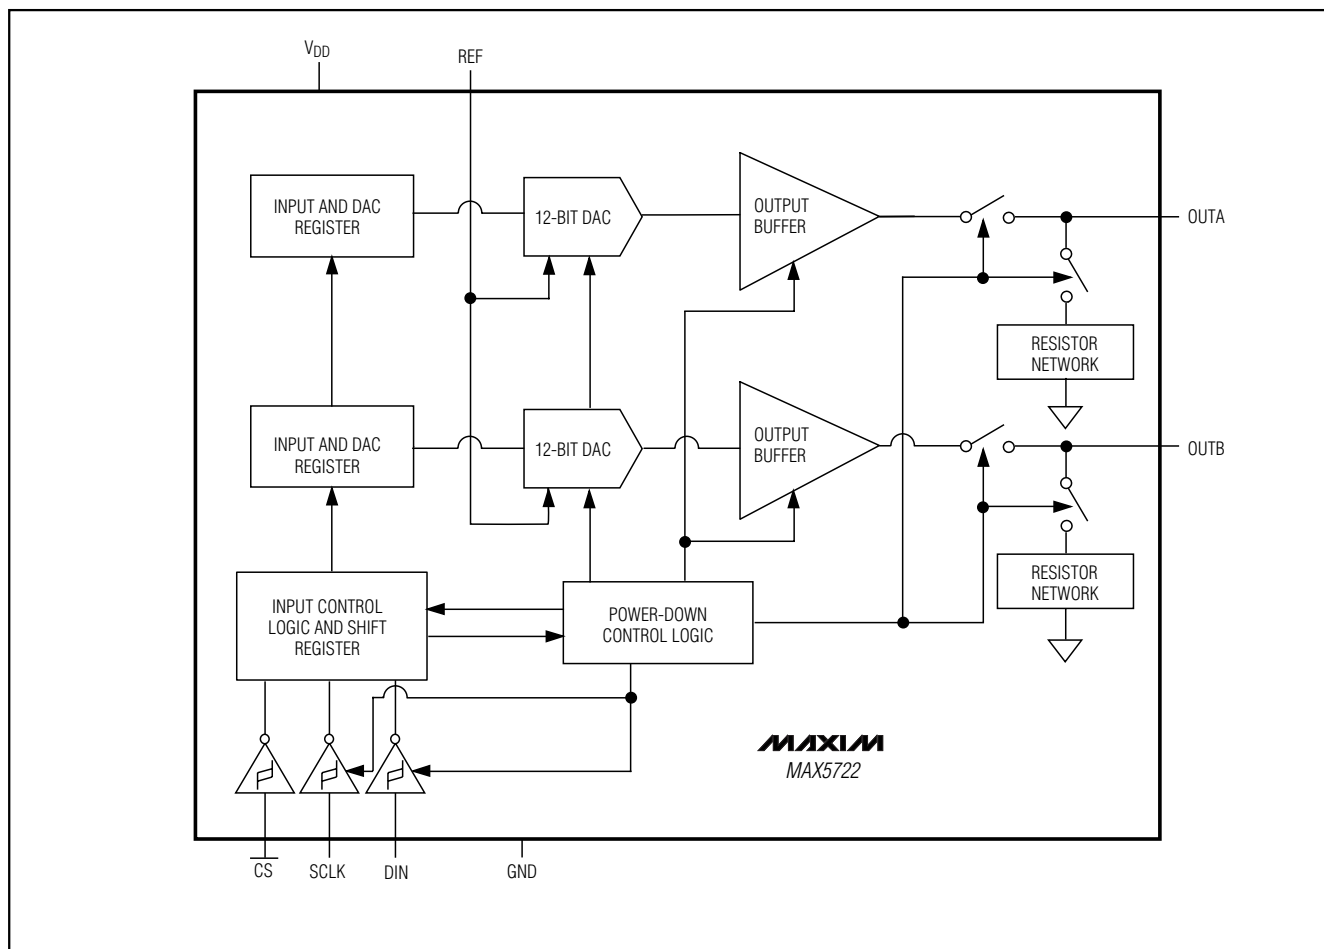 VDD
REF
INPUT AND DAC
REGISTER
12-BIT DAC
OUTPUT
BUFFER
OUTA
RESISTOR
NETWORK
INPUT AND DAC
REGISTER
12-BIT DAC
OUTPUT
BUFFER
OUTB
RESISTOR
NETWORK
INPUT CONTROL
LOGIC AND SHIFT
REGISTER
POWER-DOWN
CONTROL LOGIC
MAXIM
MAX5722
CS
SCLK
DIN
GND